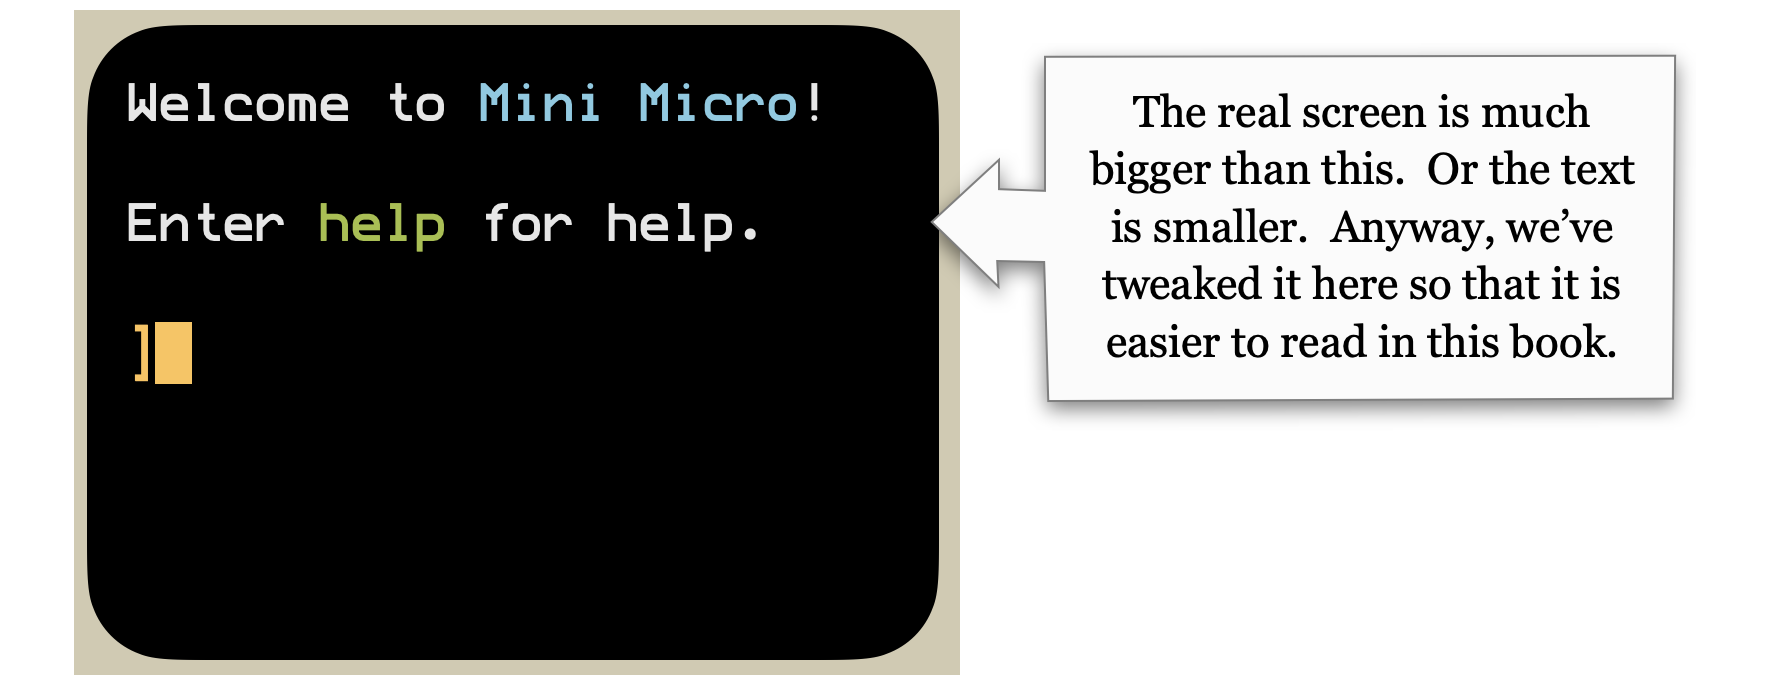 Welcome to Mini Micro!
Enter help for help.
]
The real screen is much
bigger than this.  Or the text
is smaller.  Anyway, we’ve
tweaked it here so that it is
easier to read in this book.